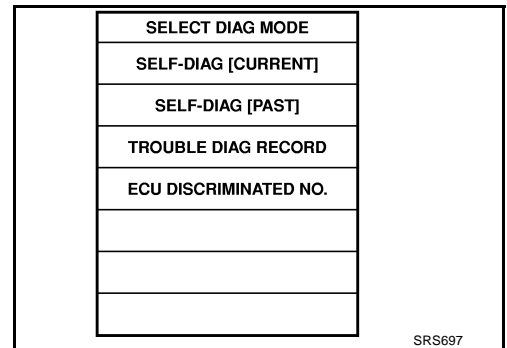 SELECT DIAG MODE
SELF-DIAG [CURRENT]
SELF-DIAG [PAST]
TROUBLE DIAG RECORD
ECU DISCRIMINATED NO.
SRS697